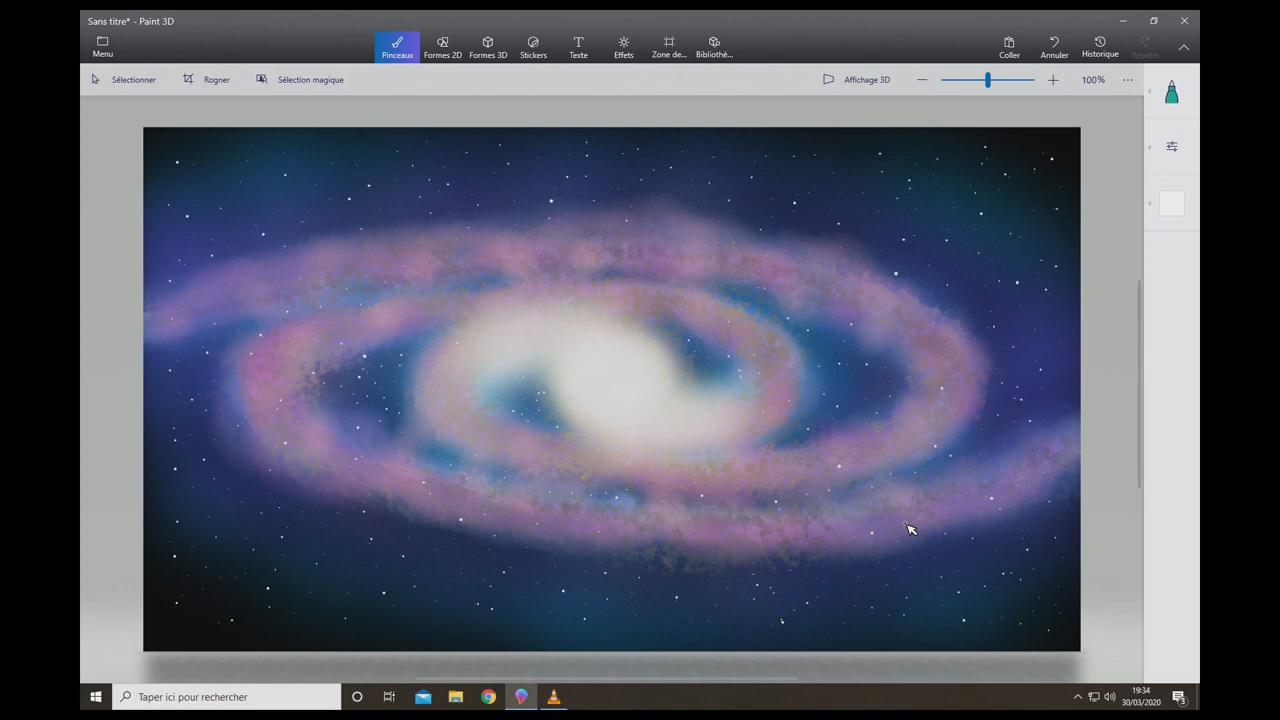 Sans titre* - Paint 3D
Menu
Pinceaux
Formes 2D
Formes 3D
Stickers
Texte
Effets
Zone de...
Bibliothè...
Coller
Annuler
Historique
Répéter
Sélectionner
Rogner
Sélection magique
Affichage 3D
100%
Taper ici pour rechercher
19:34
30/03/2020
3